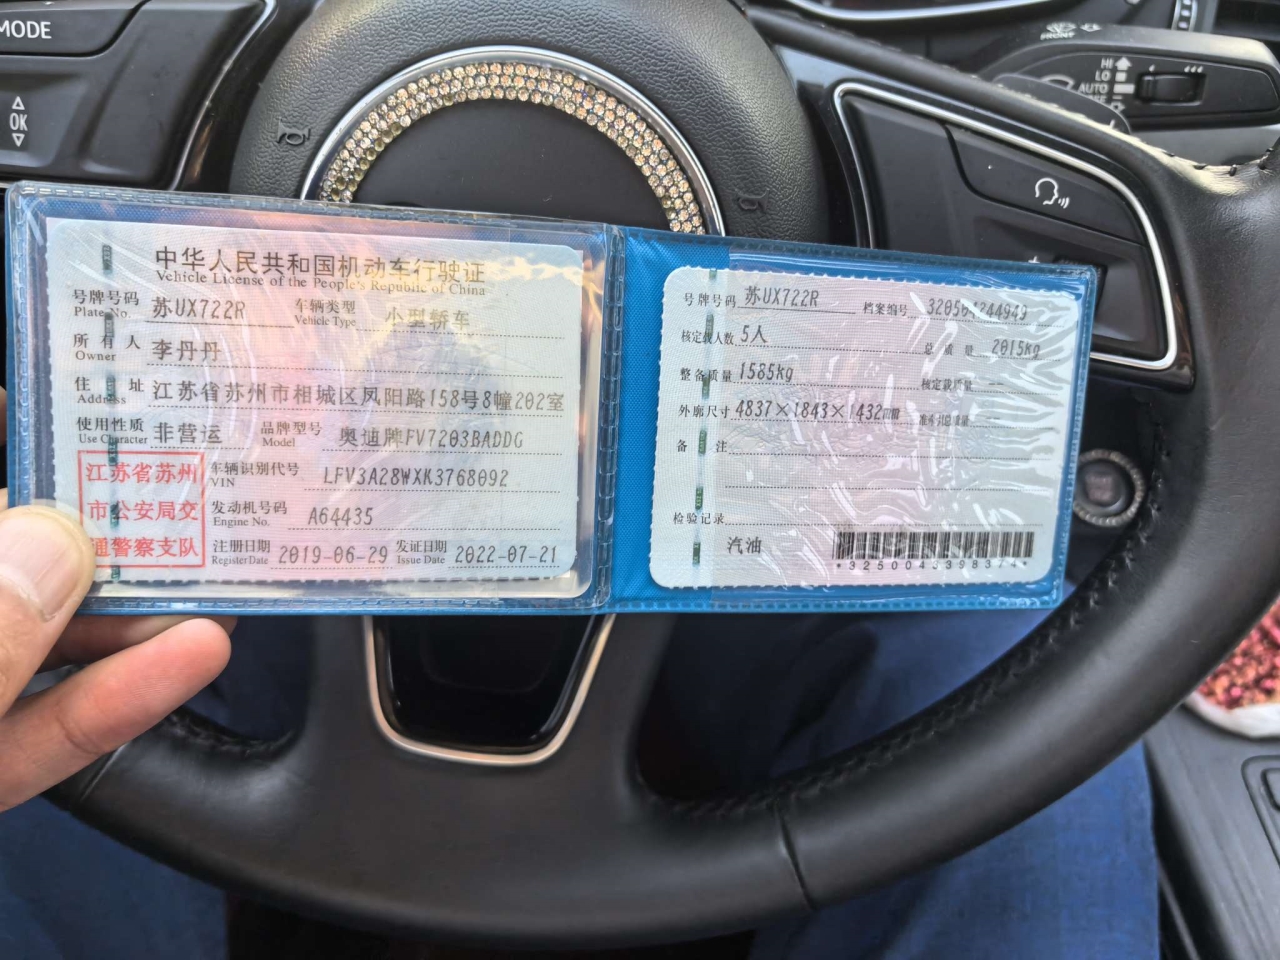 MODE
OK
FRONT
HI
LO
AUTO
中华人民共和国机动车行驶证
Vehicle License of the People's Republic of China
号牌号码 苏UX722R 车辆类型 小型轿车
Plate No. Vehicle Type
所有人 李丹丹
Owner
住址 江苏省苏州市相城区凤阳路158号8幢202室
Address
使用性质 非营运 品牌型号 奥迪牌FV7203BADDG
Use Character Model
江苏省苏州
市公安局交
通警察支队
车辆识别代号 LFV3A28WXK3768092
VIN
发动机号码 A64435
Engine No.
注册日期 2019-06-29 发证日期 2022-07-21
Register Date Issue Date
号牌号码 苏UX722R 档案编号
核定载人数 5人 总质量 2015kg
整备质量 1585kg 核定载质量 --
外廓尺寸 4837×1843×1432mm 准牵引总质量 --
备注
检验记录
汽油